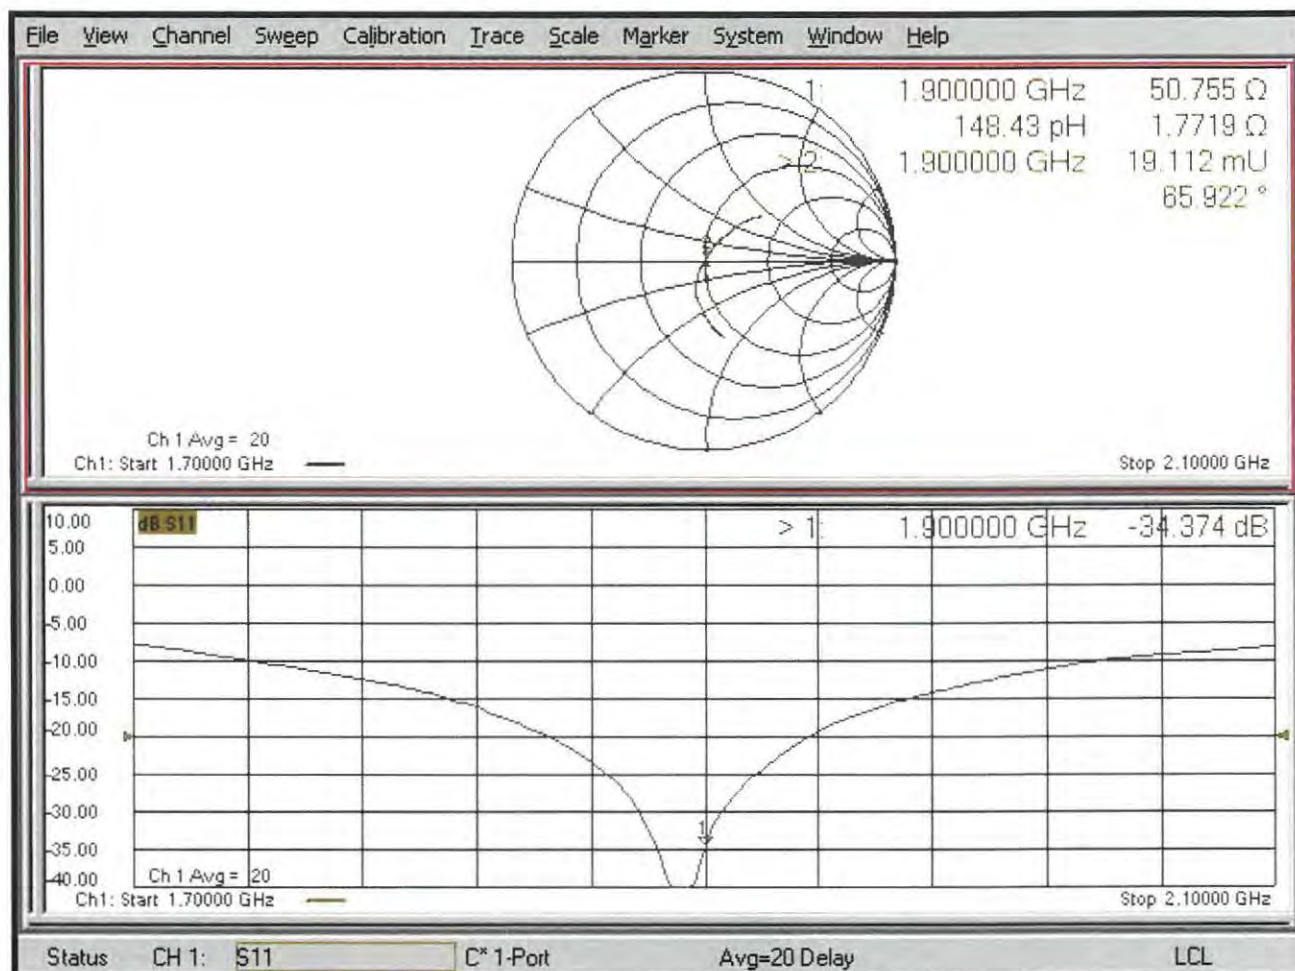 File View Channel Sweep Calibration Trace Scale Marker System Window Help
1: 1.900000 GHz 50.755 Ω
148.43 pH 1.7719 Ω
> 2: 1.900000 GHz 19.112 mU
65.922 °
Ch 1 Avg = 20
Ch1: Start 1.70000 GHz
Stop 2.10000 GHz
10.00 dB S11
> 1: 1.900000 GHz -34.374 dB
5.00
0.00
-5.00
-10.00
-15.00
-20.00
-25.00
-30.00
1
-35.00
-40.00
Ch 1 Avg = 20
Ch1: Start 1.70000 GHz
Stop 2.10000 GHz
Status CH 1: S11 C* 1-Port Avg=20 Delay LCL